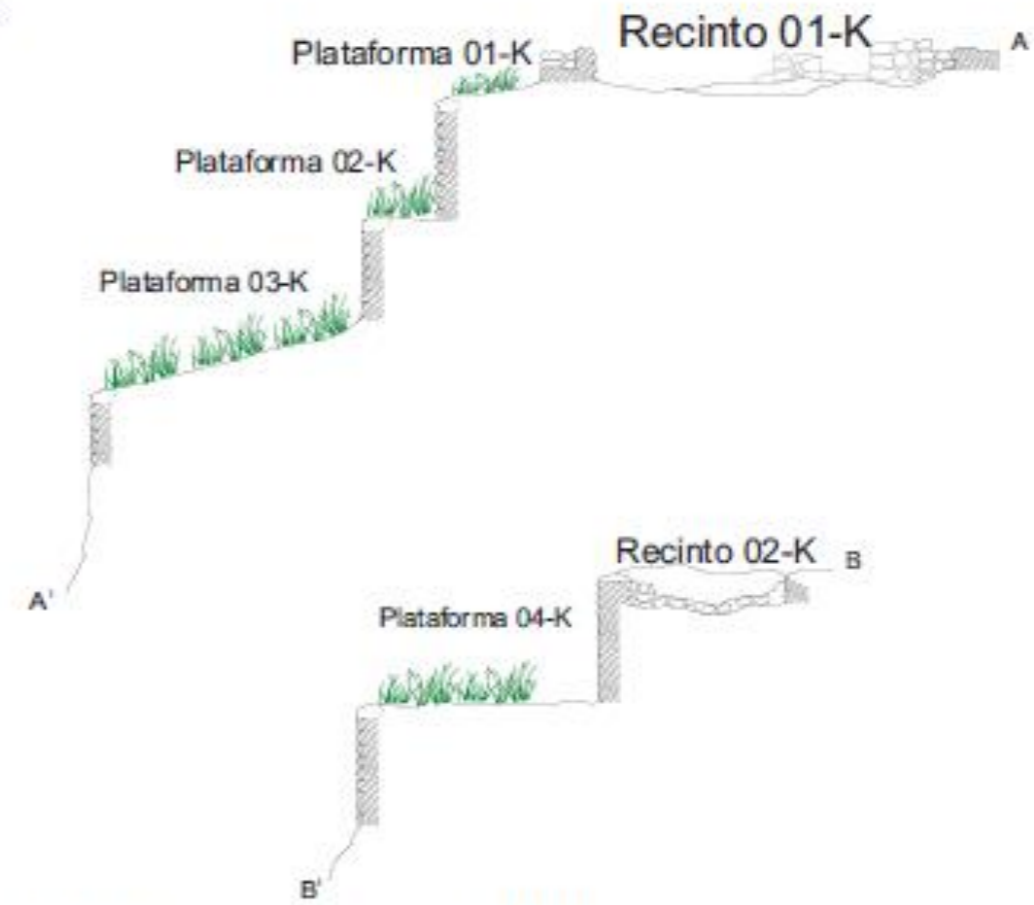 Recinto 01-K
A
Plataforma 01-K
Plataforma 02-K
Plataforma 03-K
A'
Recinto 02-K
B
Plataforma 04-K
B'